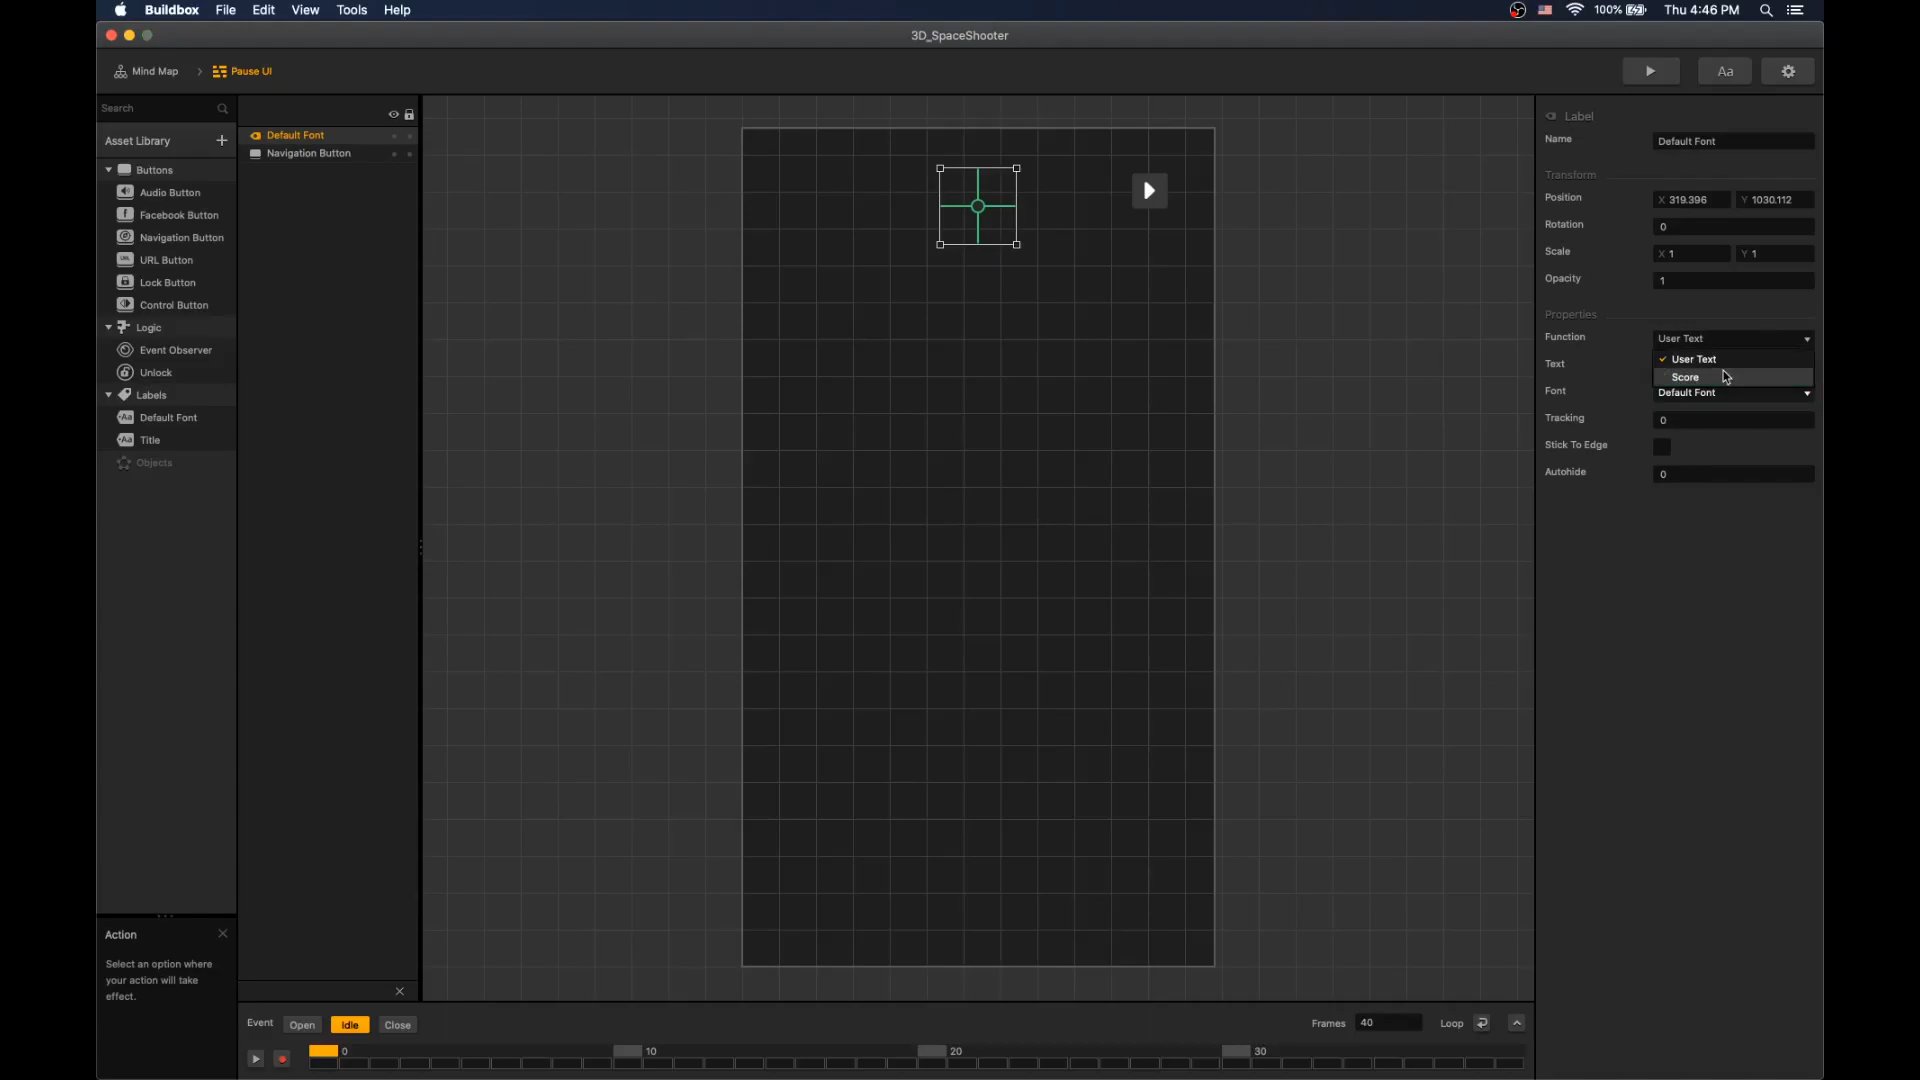 Buildbox File Edit View Tools Help 100% Thu 4:46 PM
3D_SpaceShooter
Mind Map Pause UI Aa
Search
Asset Library
Buttons
Audio Button
Facebook Button
Navigation Button
URL Button
Lock Button
Control Button
Logic
Event Observer
Unlock
Labels
Default Font
Title
Objects
Default Font
Navigation Button
Label
Name Default Font
Transform
Position X 319.396 Y 1030.112
Rotation 0
Scale X 1 Y 1
Opacity 1
Properties
Function User Text
User Text
Text
Score
Font Default Font
Tracking 0
Stick To Edge
Autohide 0
Action
Select an option where
your action will take
effect.
Event Open Idle Close Frames 40 Loop
0 10 20 30